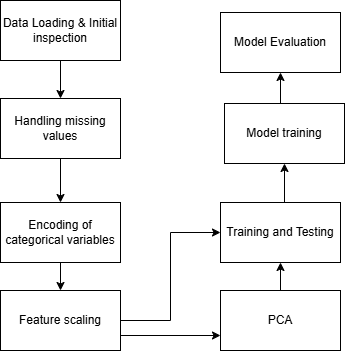 Data Loading & Initial
inspection
Handling missing
values
Encoding of
categorical variables
Feature scaling
PCA
Training and Testing
Model training
Model Evaluation